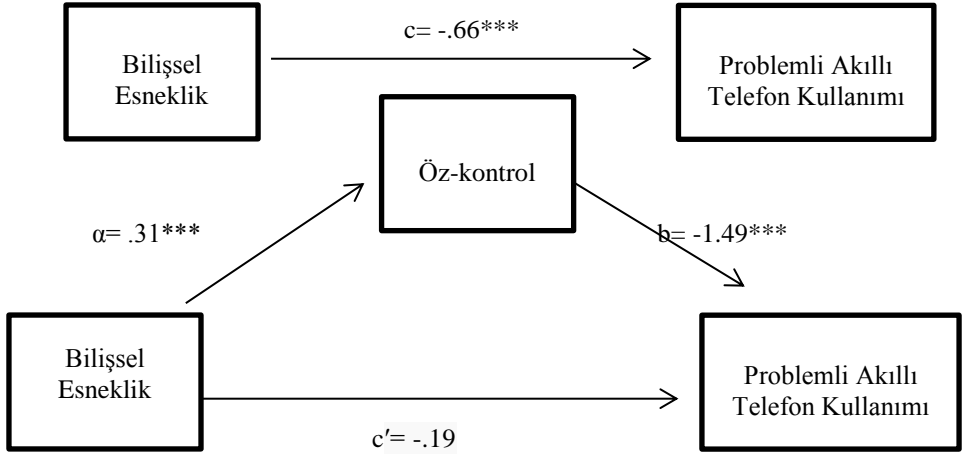 c= -.66***
Bilişsel
Esneklik
Problemli Akıllı
Telefon Kullanımı
Öz-kontrol
α= .31***
b= -1.49***
Bilişsel
Esneklik
Problemli Akıllı
Telefon Kullanımı
c′= -.19